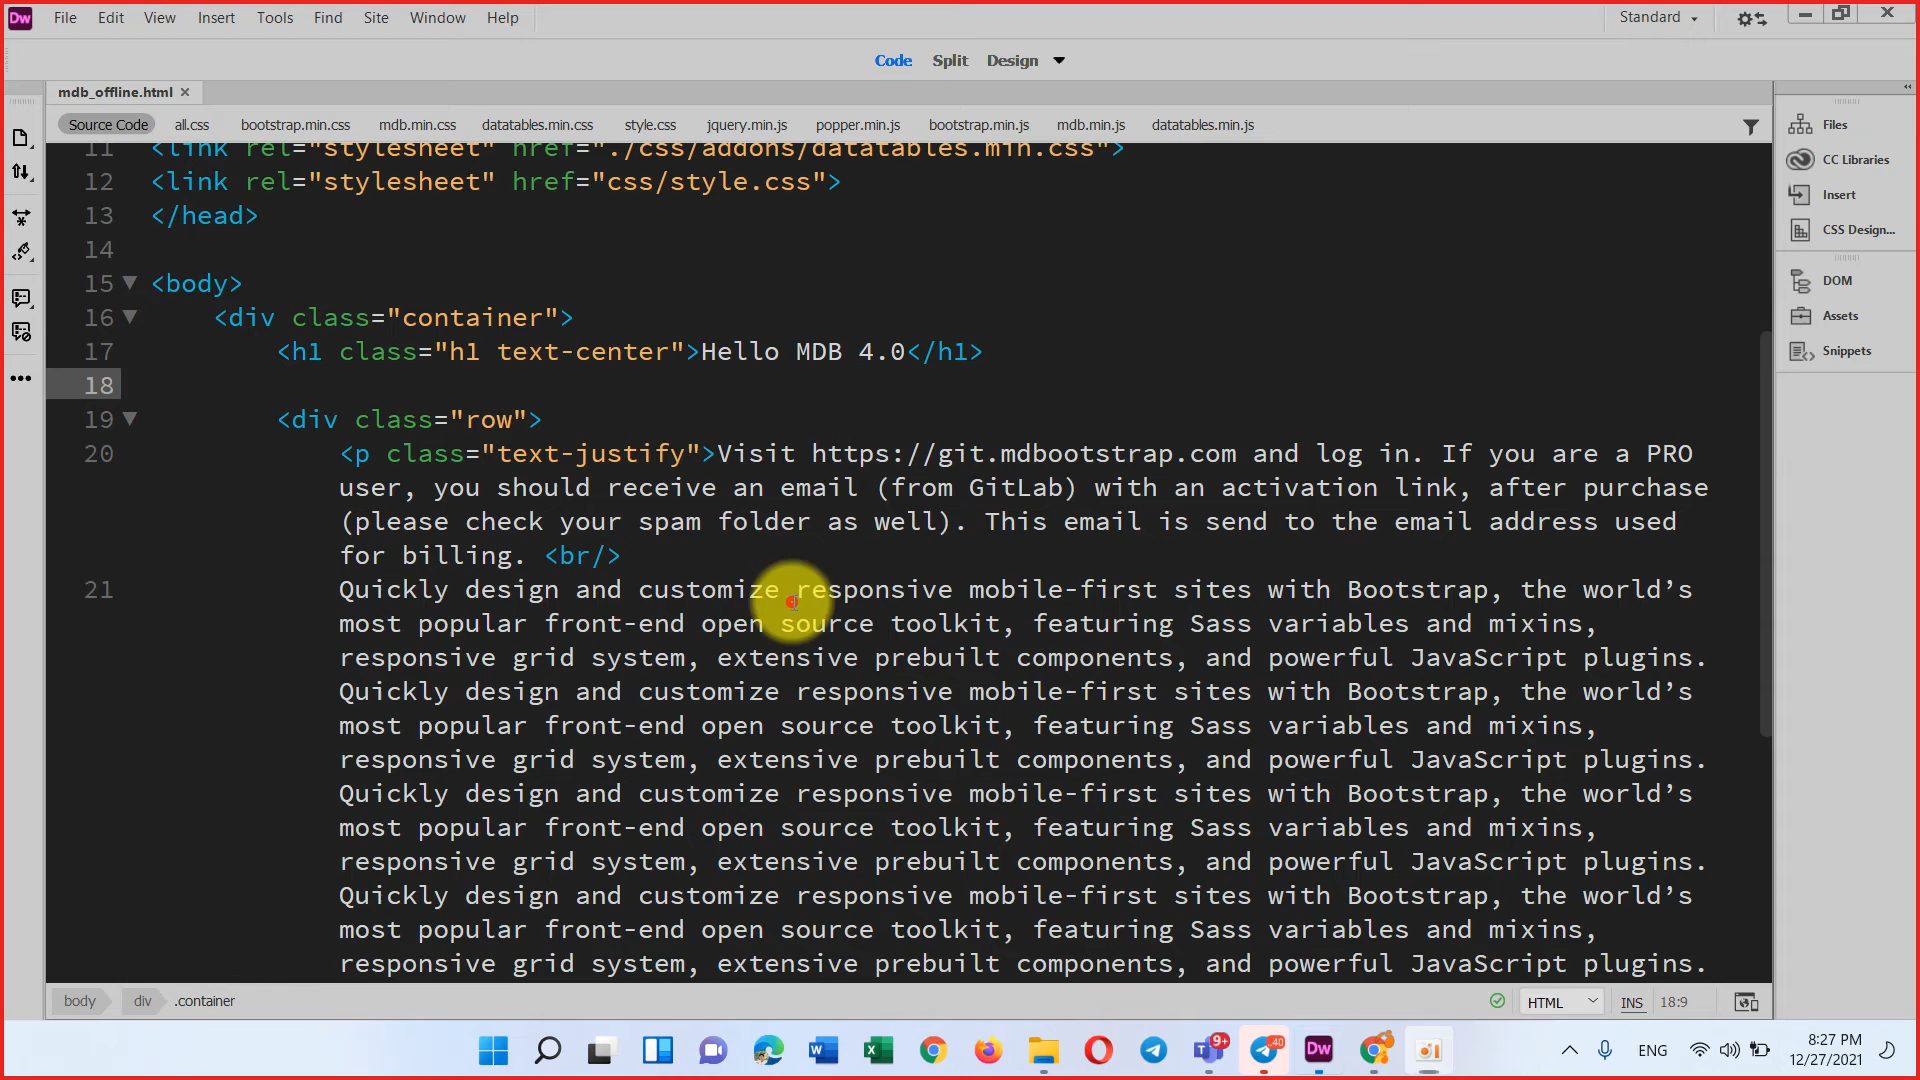 Dw File Edit View Insert Tools Find Site Window Help Standard
Code Split Design
mdb_offline.html
Source Code all.css bootstrap.min.css mdb.min.css datatables.min.css style.css jquery.min.js popper.min.js bootstrap.min.js mdb.min.js datatables.min.js
11 <link rel="stylesheet" href="./css/addons/datatables.min.css">
12 <link rel="stylesheet" href="css/style.css">
13 </head>
14
15 <body>
16 <div class="container">
17 <h1 class="h1 text-center">Hello MDB 4.0</h1>
18
19 <div class="row">
20 <p class="text-justify">Visit https://git.mdbootstrap.com and log in. If you are a PRO
user, you should receive an email (from GitLab) with an activation link, after purchase
(please check your spam folder as well). This email is send to the email address used
for billing. <br/>
21 Quickly design and customize responsive mobile-first sites with Bootstrap, the world’s
most popular front-end open source toolkit, featuring Sass variables and mixins,
responsive grid system, extensive prebuilt components, and powerful JavaScript plugins.
Quickly design and customize responsive mobile-first sites with Bootstrap, the world’s
most popular front-end open source toolkit, featuring Sass variables and mixins,
responsive grid system, extensive prebuilt components, and powerful JavaScript plugins.
Quickly design and customize responsive mobile-first sites with Bootstrap, the world’s
most popular front-end open source toolkit, featuring Sass variables and mixins,
responsive grid system, extensive prebuilt components, and powerful JavaScript plugins.
Quickly design and customize responsive mobile-first sites with Bootstrap, the world’s
most popular front-end open source toolkit, featuring Sass variables and mixins,
responsive grid system, extensive prebuilt components, and powerful JavaScript plugins.
Files
CC Libraries
Insert
CSS Design...
DOM
Assets
Snippets
body div .container HTML INS 18:9
9+ 40 Dw ENG 8:27 PM
12/27/2021